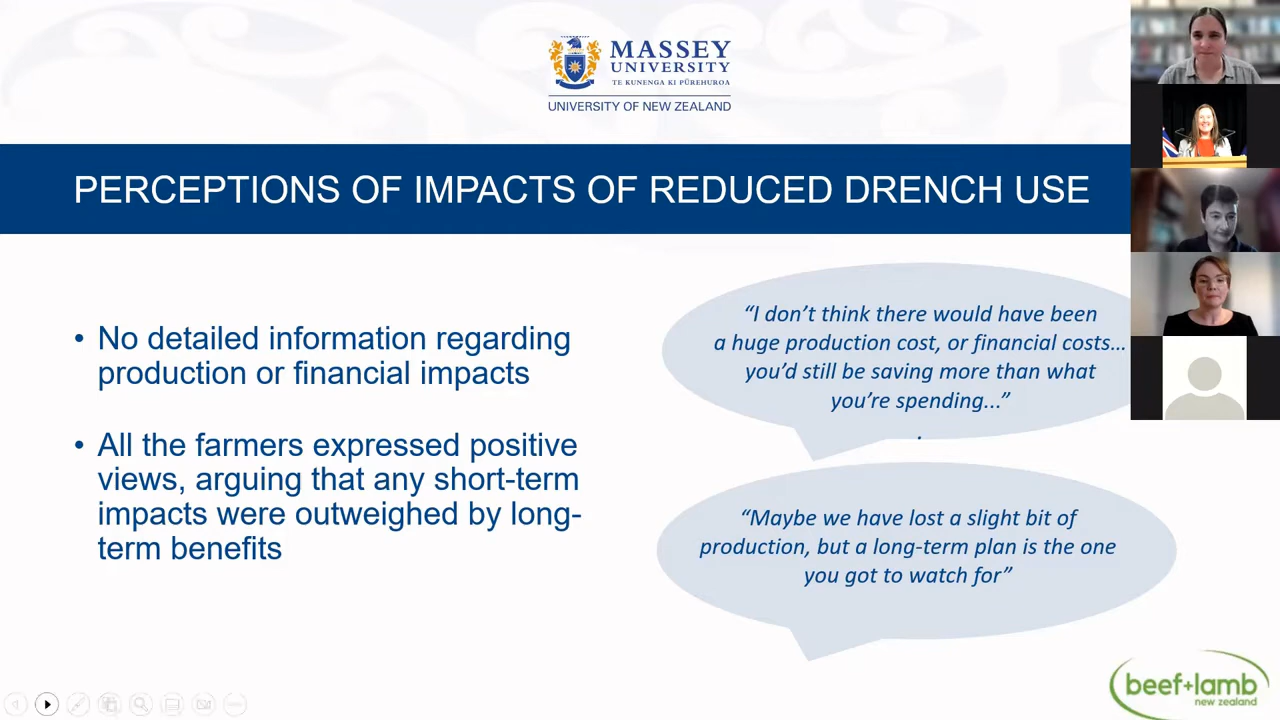 MASSEY
UNIVERSITY
TE KUNENGA KI PŪREHUROA
UNIVERSITY OF NEW ZEALAND
PERCEPTIONS OF IMPACTS OF REDUCED DRENCH USE
• No detailed information regarding
production or financial impacts
• All the farmers expressed positive
views, arguing that any short-term
impacts were outweighed by long-
term benefits
“I don’t think there would have been
a huge production cost, or financial costs...
you’d still be saving more than what
you’re spending...”
.
“Maybe we have lost a slight bit of
production, but a long-term plan is the one
you got to watch for”
beef+lamb
new zealand